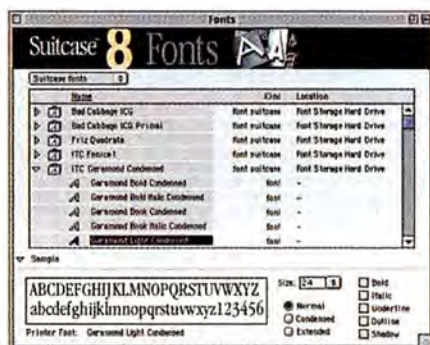 Fonts
Suitcase 8 Fonts
Suitcase fonts
Name Kind Location
Bad Cabbage ICG font suitcase Font Storage Hard Drive
Bad Cabbage ICG Primal font suitcase Font Storage Hard Drive
Friz Quadrata font suitcase Font Storage Hard Drive
ITC Fenice 1 font suitcase Font Storage Hard Drive
ITC Garamond Condensed font suitcase Font Storage Hard Drive
Garamond Bold Condensed font -
Garamond Bold Italic Condensed font -
Garamond Book Condensed font -
Garamond Book Italic Condensed font -
Garamond Light Condensed font -
Sample
ABCDEFGHIJKLMNOPQRSTUVWXYZ
abcdefghijklmnopqrstuvwxyz123456
Printer Font: Garamond Light Condensed
Size: 24
Normal
Condensed
Extended
Bold
Italic
Underline
Outline
Shadow